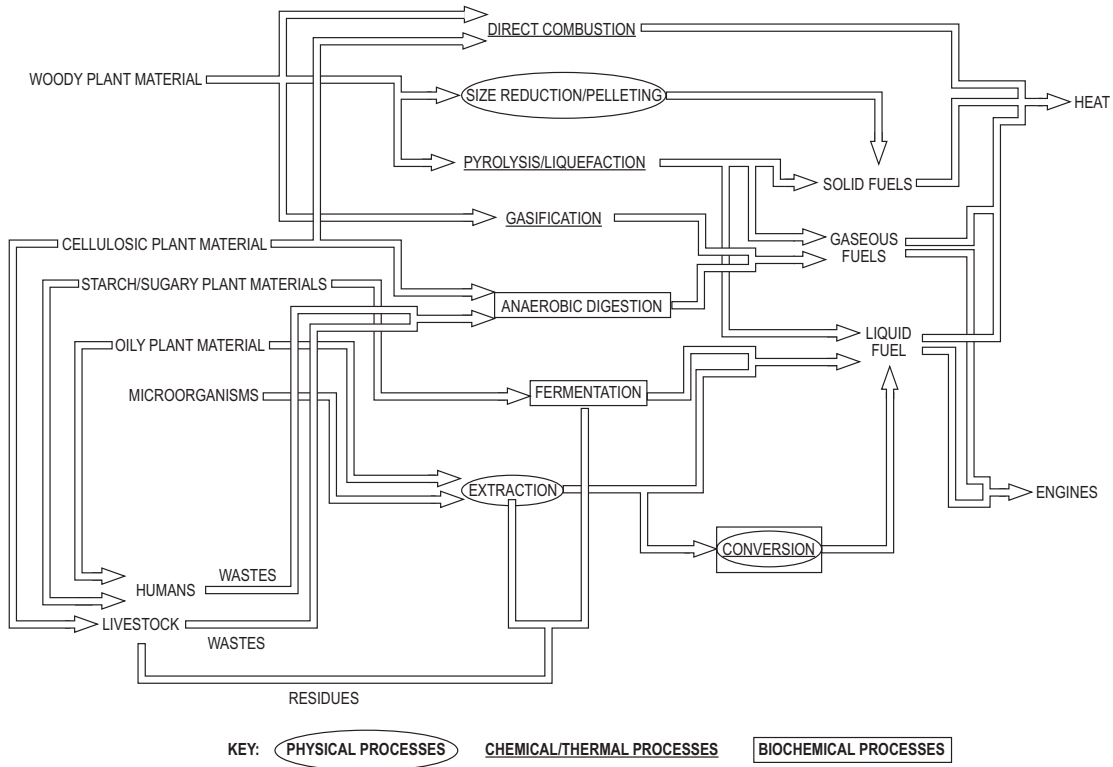 DIRECT COMBUSTION
WOODY PLANT MATERIAL
SIZE REDUCTION/PELLETING
HEAT
PYROLYSIS/LIQUEFACTION
SOLID FUELS
GASIFICATION
CELLULOSIC PLANT MATERIAL
GASEOUS
FUELS
STARCH/SUGARY PLANT MATERIALS
ANAEROBIC DIGESTION
OILY PLANT MATERIAL
LIQUID
FUEL
MICROORGANISMS
FERMENTATION
EXTRACTION
ENGINES
CONVERSION
WASTES
HUMANS
LIVESTOCK
WASTES
RESIDUES
KEY: PHYSICAL PROCESSES CHEMICAL/THERMAL PROCESSES BIOCHEMICAL PROCESSES